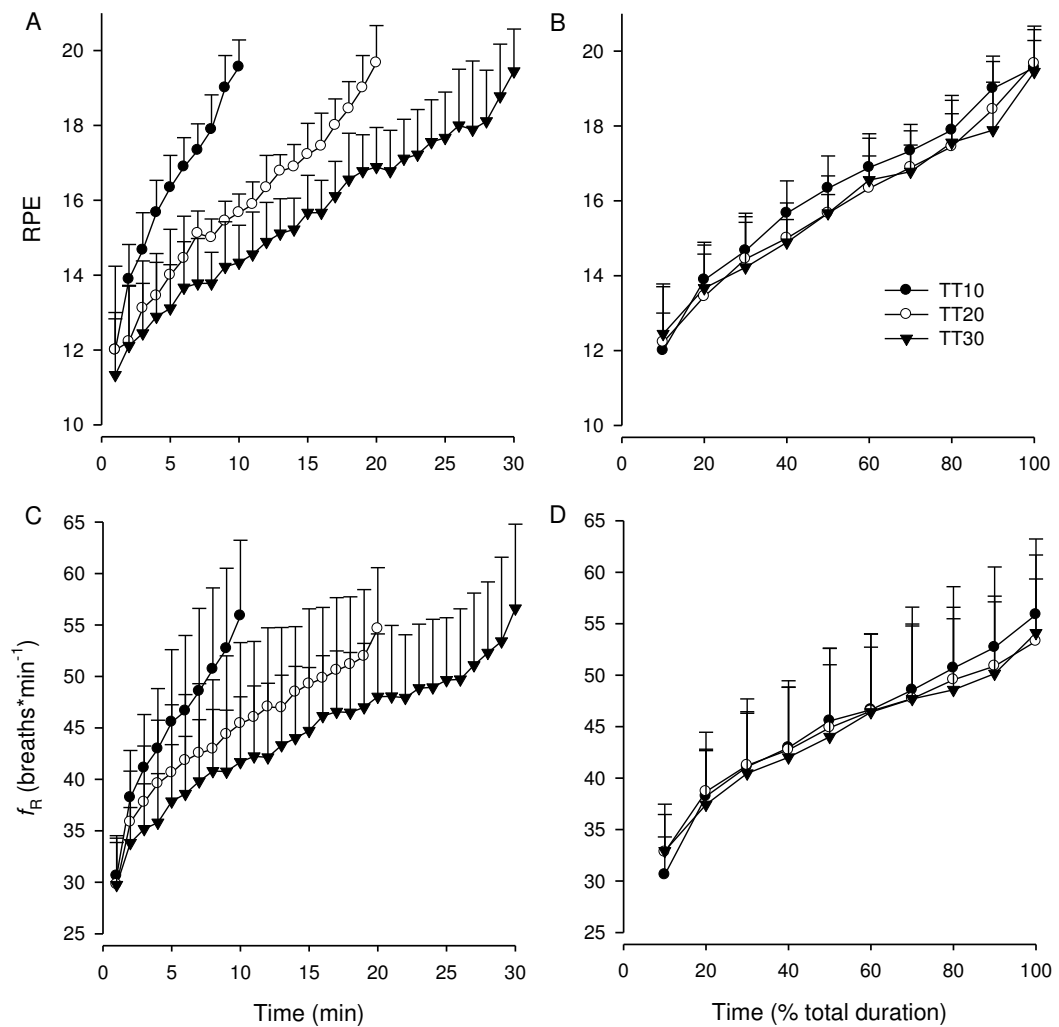 A
B
20
18
16
14
12
10
RPE
0 5 10 15 20 25 30
20
18
16
14
12
10
TT10
TT20
TT30
0 20 40 60 80 100
C
D
65
60
55
50
45
40
35
30
25
fR (breaths*min-1)
0 5 10 15 20 25 30
Time (min)
65
60
55
50
45
40
35
30
25
0 20 40 60 80 100
Time (% total duration)